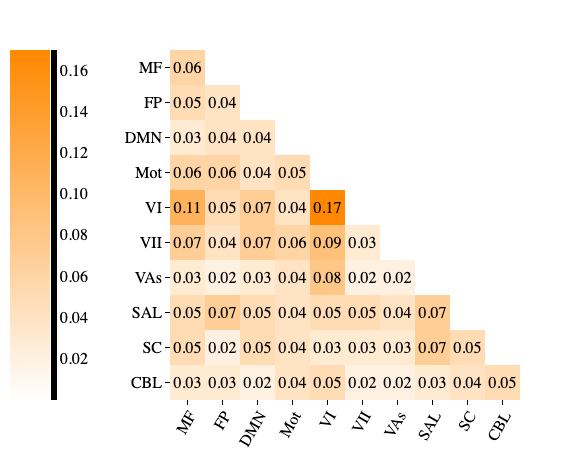 0.16
0.14
0.12
0.10
0.08
0.06
0.04
0.02
MF 0.06
FP 0.05 0.04
DMN 0.03 0.04 0.04
Mot 0.06 0.06 0.04 0.05
VI 0.11 0.05 0.07 0.04 0.17
VII 0.07 0.04 0.07 0.06 0.09 0.03
VAs 0.03 0.02 0.03 0.04 0.08 0.02 0.02
SAL 0.05 0.07 0.05 0.04 0.05 0.05 0.04 0.07
SC 0.05 0.02 0.05 0.04 0.03 0.03 0.03 0.07 0.05
CBL 0.03 0.03 0.02 0.04 0.05 0.02 0.02 0.03 0.04 0.05
MF FP DMN Mot VI VII VAs SAL SC CBL